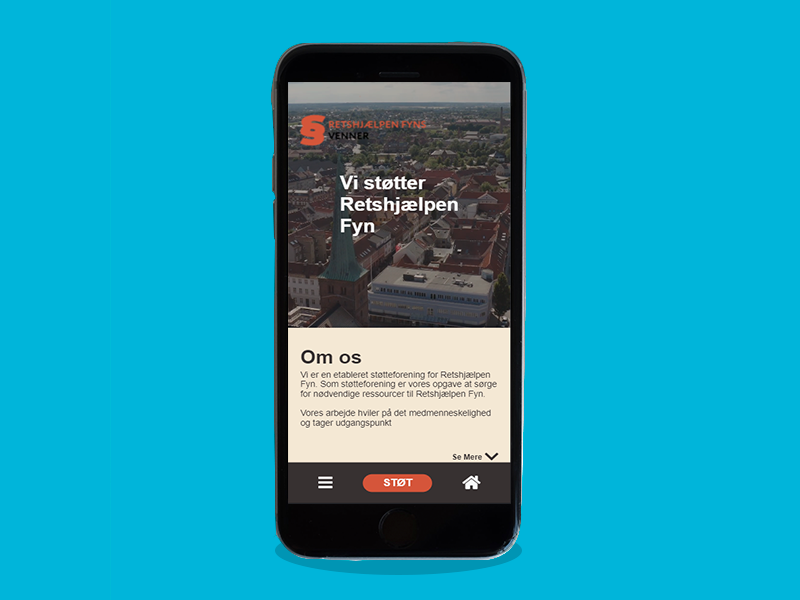 RETSHJÆLPEN FYNS
VENNER
Vi støtter
Retshjælpen
Fyn
Om os
Vi er en etableret støtteforening for Retshjælpen
Fyn. Som støtteforening er vores opgave at sørge
for nødvendige ressourcer til Retshjælpen Fyn.
Vores arbejde hviler på det medmenneskelighed
og tager udgangspunkt
Se Mere
STØT